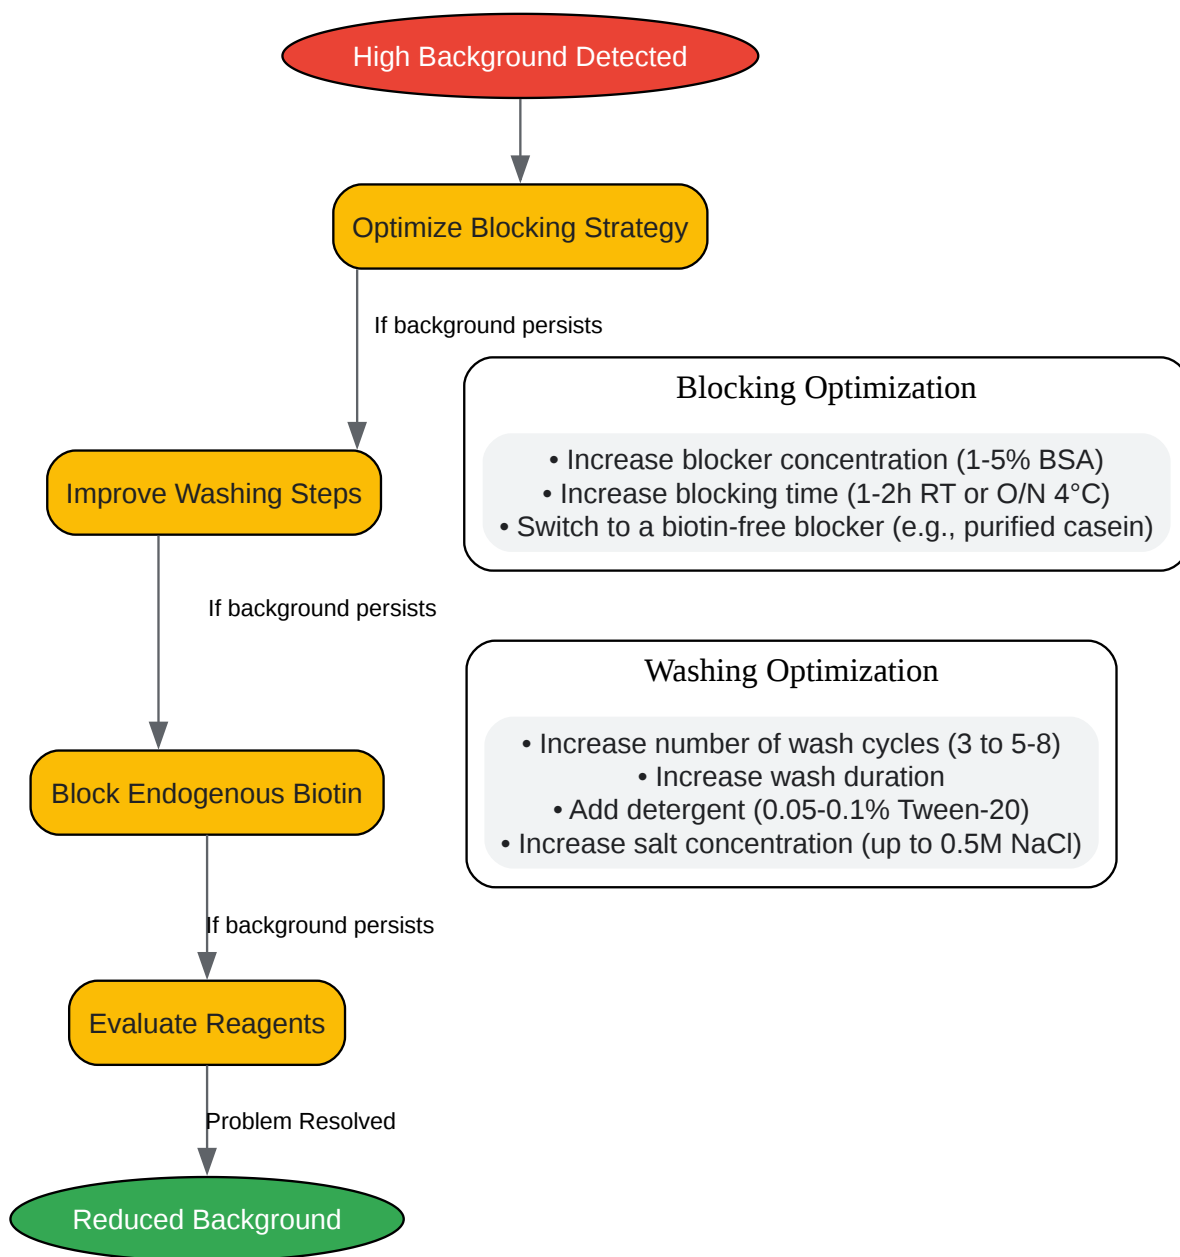 High Background Detected
Optimize Blocking Strategy
If background persists
Blocking Optimization
• Increase blocker concentration (1-5% BSA)
• Increase blocking time (1-2h RT or O/N 4°C)
• Switch to a biotin-free blocker (e.g., purified casein)
Improve Washing Steps
If background persists
Washing Optimization
• Increase number of wash cycles (3 to 5-8)
• Increase wash duration
• Add detergent (0.05-0.1% Tween-20)
• Increase salt concentration (up to 0.5M NaCl)
Block Endogenous Biotin
If background persists
Evaluate Reagents
Problem Resolved
Reduced Background